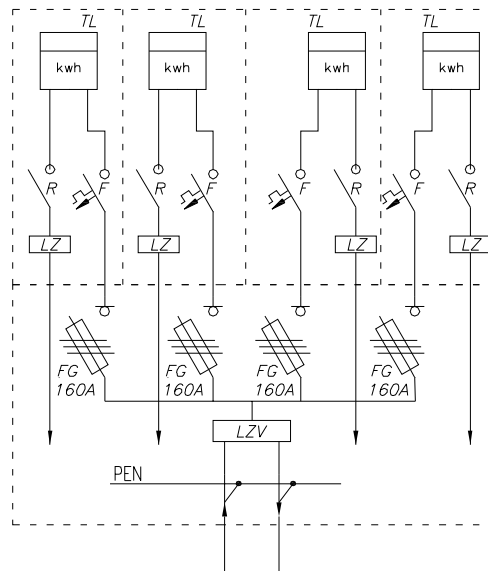 TL TL TL TL
kwh kwh kwh kwh
R F R F F R F R
LZ LZ LZ LZ
FG 160A FG 160A FG 160A FG 160A
LZV
PEN